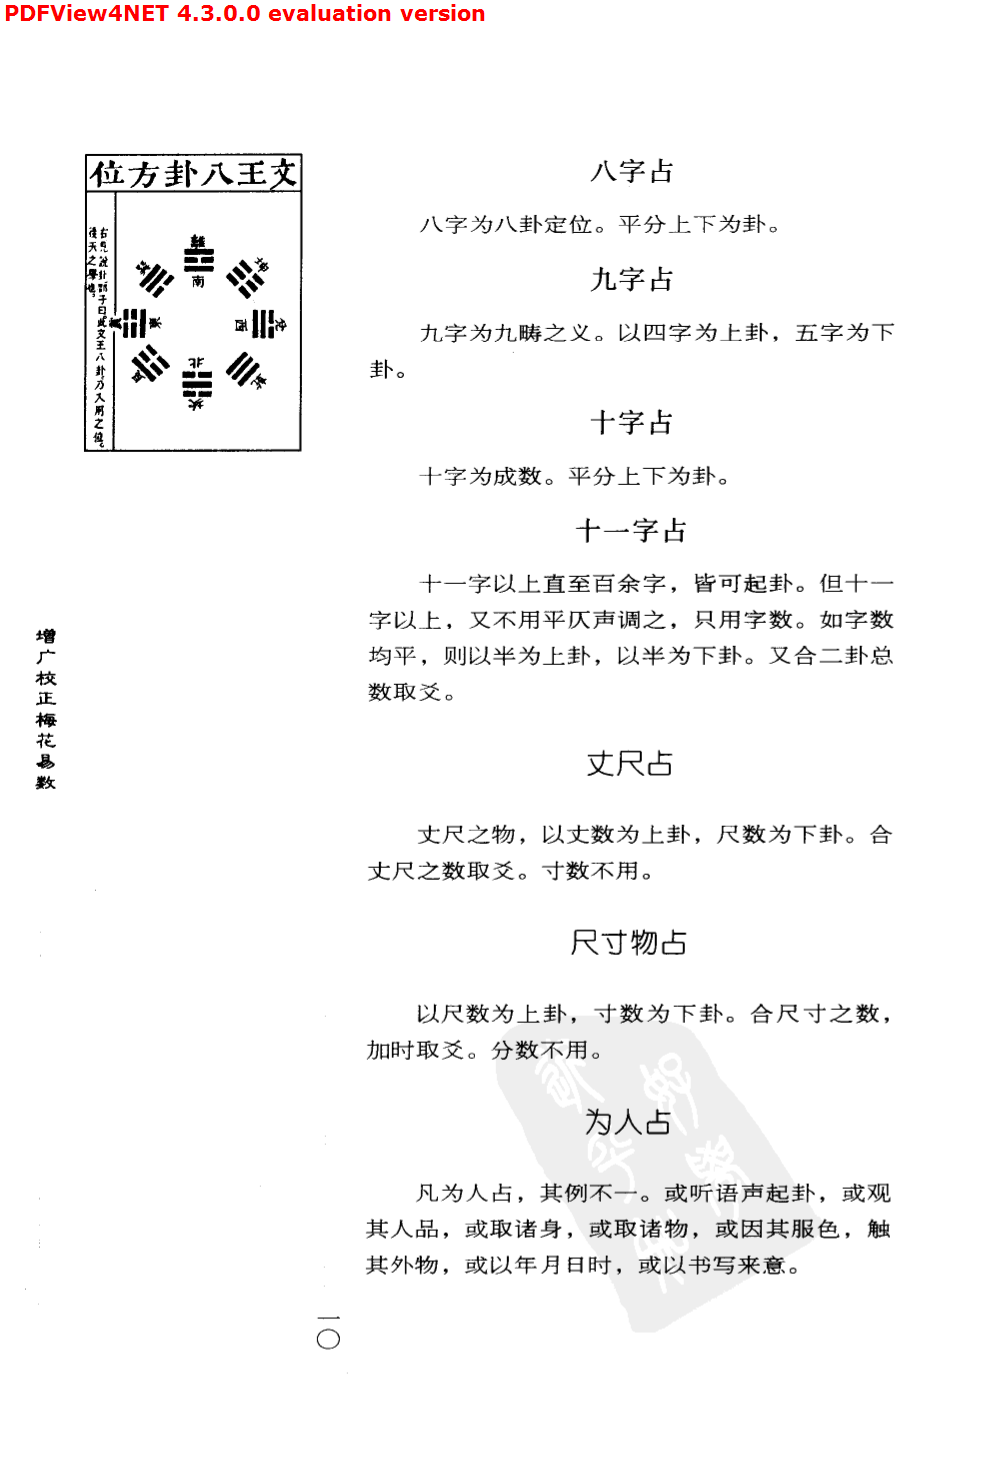 PDFView4NET 4.3.0.0 evaluation version
位方卦八王文
右见说卦邵子曰此文王八卦乃入用之位
後天之學也
離
南
坤
西
兑
乾
北
坎
艮
東
震
巽
八字占
八字为八卦定位。平分上下为卦。
九字占
九字为九畴之义。以四字为上卦，五字为下
卦。
十字占
十字为成数。平分上下为卦。
十一字占
十一字以上直至百余字，皆可起卦。但十一
字以上，又不用平仄声调之，只用字数。如字数
均平，则以半为上卦，以半为下卦。又合二卦总
数取爻。
丈尺占
丈尺之物，以丈数为上卦，尺数为下卦。合
丈尺之数取爻。寸数不用。
尺寸物占
以尺数为上卦，寸数为下卦。合尺寸之数，
加时取爻。分数不用。
为人占
凡为人占，其例不一。或听语声起卦，或观
其人品，或取诸身，或取诸物，或因其服色，触
其外物，或以年月日时，或以书写来意。
增广校正梅花易数
一〇